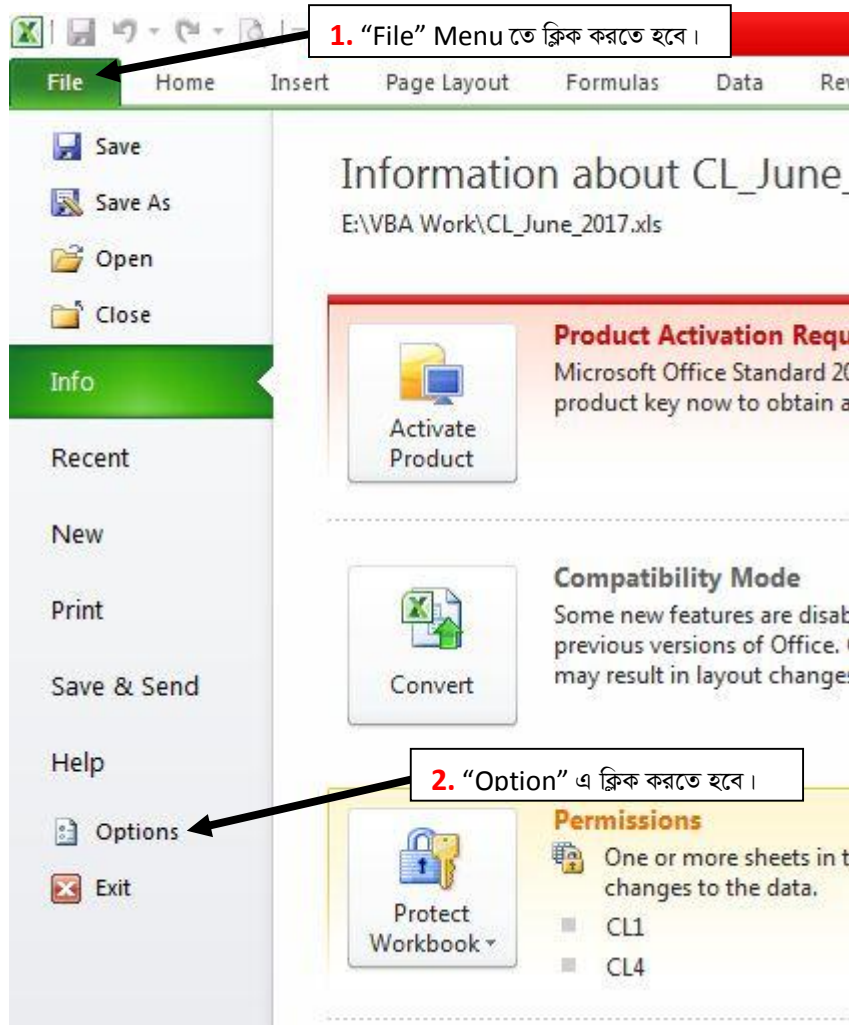 1. “File” Menu তে ক্লিক করতে হবে।
File Home Insert Page Layout Formulas Data
Save
Save As
Open
Close
Info
Recent
New
Print
Save & Send
Help
Options
Exit
Information about CL_June_
E:\VBA Work\CL_June_2017.xls
Activate
Product
Product Activation
Microsoft Office Standard
product key now to obtain
Convert
Compatibility Mode
Some new features are
previous versions of Office.
may result in layout
2. “Option” এ ক্লিক করতে হবে।
Protect
Workbook
Permissions
One or more sheets in
changes to the data.
CL1
CL4